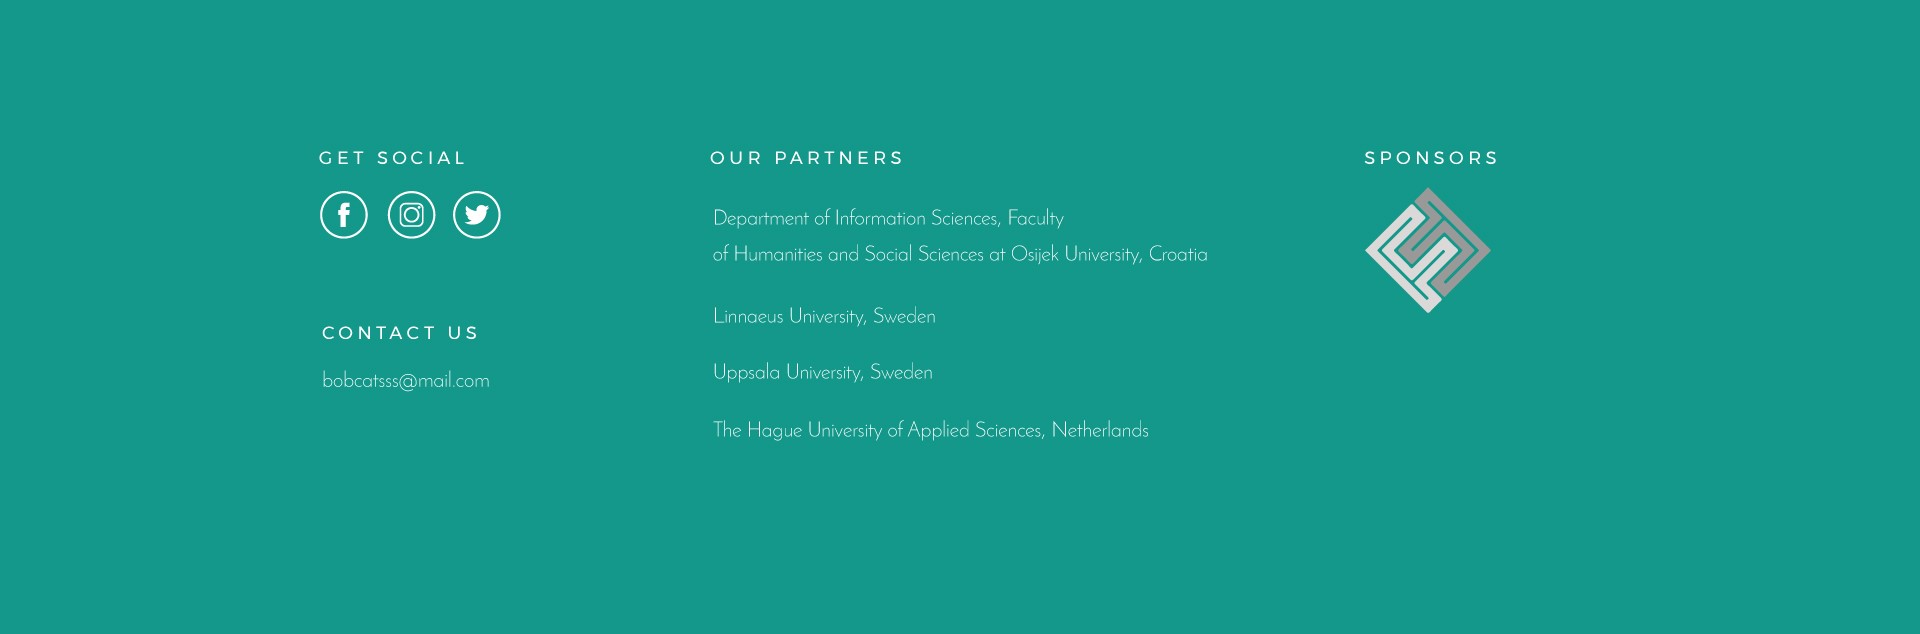 GET SOCIAL
CONTACT US
bobcatsss@mail.com
OUR PARTNERS
Department of Information Sciences, Faculty
of Humanities and Social Sciences at Osijek University, Croatia
Linnaeus University, Sweden
Uppsala University, Sweden
The Hague University of Applied Sciences, Netherlands
SPONSORS